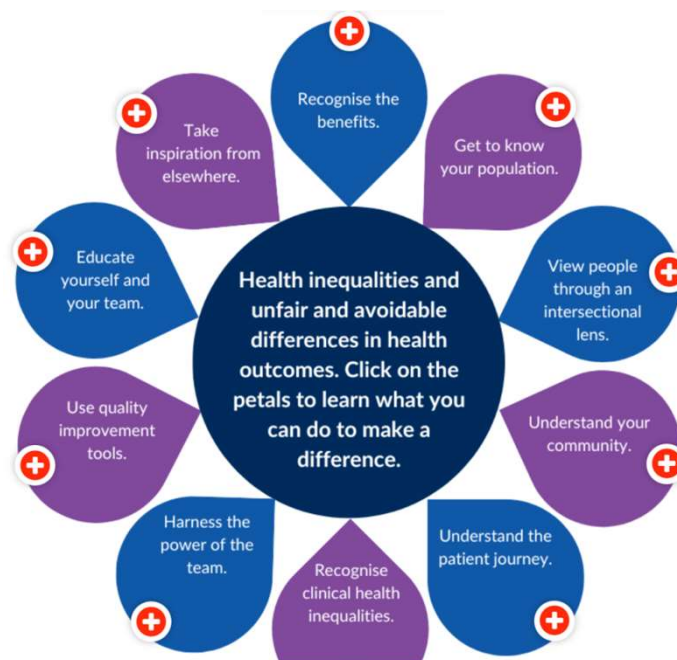 Recognise the
benefits.
Get to know
your population.
View people
through an
intersectional
lens.
Understand your
community.
Understand the
patient journey.
Recognise
clinical health
inequalities.
Harness the
power of the
team.
Use quality
improvement
tools.
Educate
yourself and
your team.
Take
inspiration from
elsewhere.
Health inequalities and
unfair and avoidable
differences in health
outcomes. Click on the
petals to learn what you
can do to make a
difference.